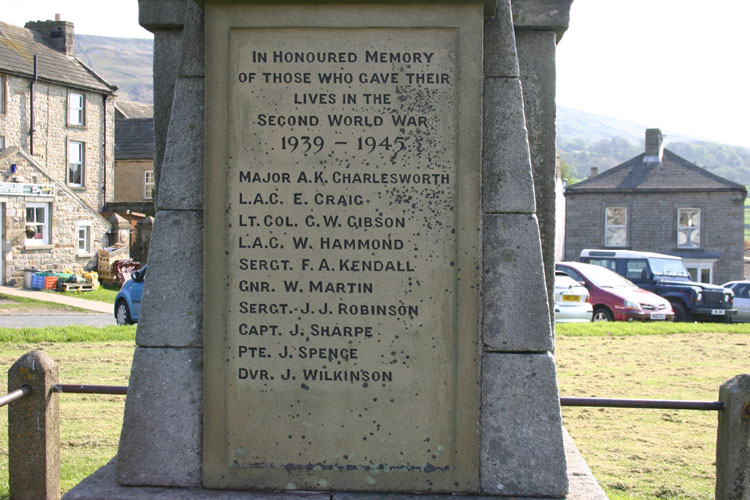 In Honoured Memory
of those who gave their
lives in the
Second World War
1939 – 1945.
Major A.K. Charlesworth
L.A.C. E. Craig
Lt. Col. C.W. Gibson
L.A.C. W. Hammond
Sergt. F.A. Kendall
Gnr. W. Martin
Sergt. J.J. Robinson
Capt. J. Sharpe
Pte. J. Spence
Dvr. J. Wilkinson